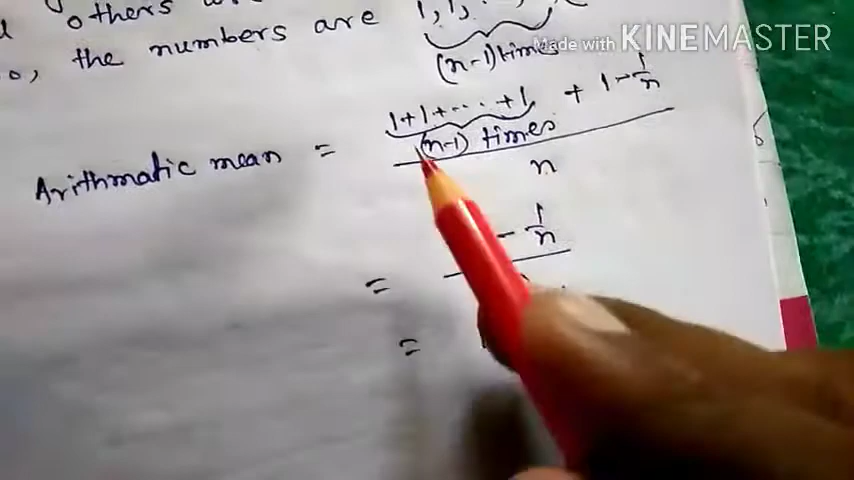 others
the numbers are 1, 1,
(n-1) times
Made with KINEMASTER
1+1+....+1 + 1-1/n
(n-1) times
Arithmatic mean =
n
= - 1/n
=